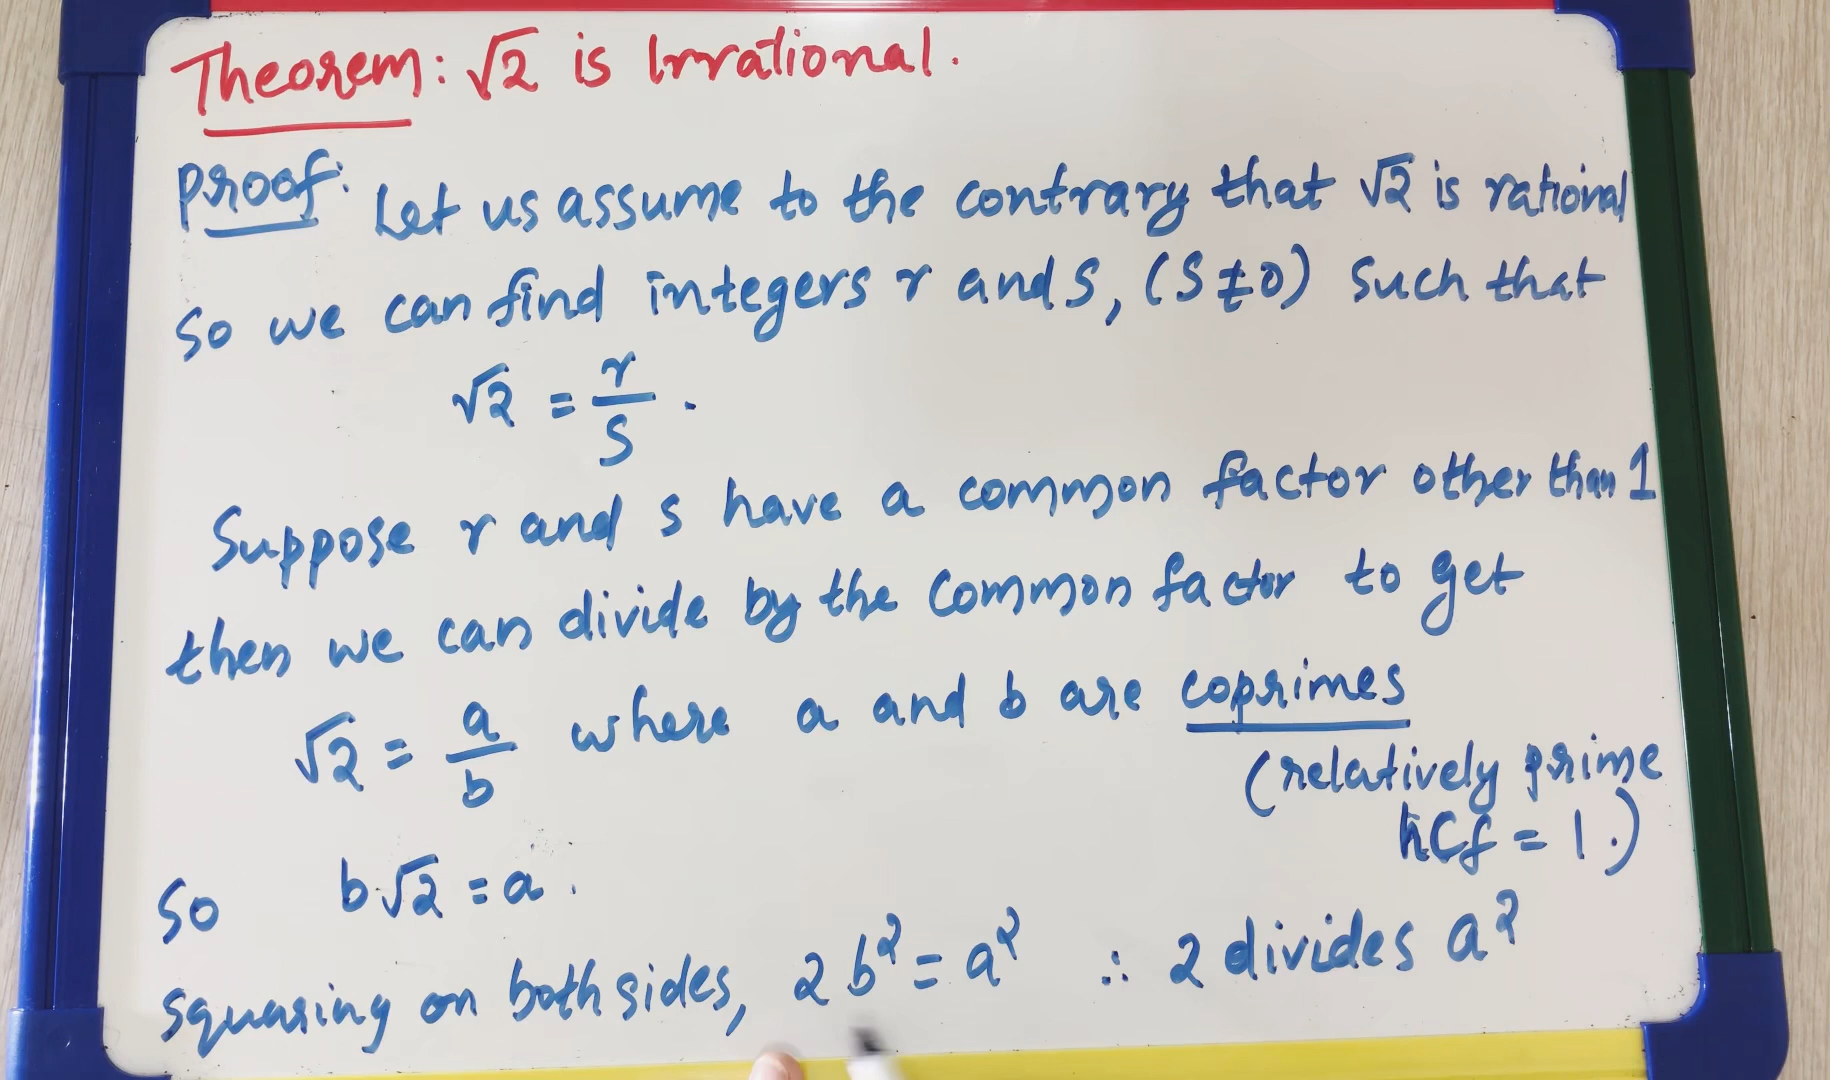 Theorem: √2 is Irrational.
Proof: Let us assume to the contrary that √2 is rational
So we can find integers r and s, (s ≠ 0) such that
√2 = r/s.
Suppose r and s have a common factor other than 1
then we can divide by the common factor to get
√2 = a/b where a and b are coprimes
(relatively prime
hcf = 1.)
So b√2 = a.
squaring on both sides, 2b² = a² ∴ 2 divides a²